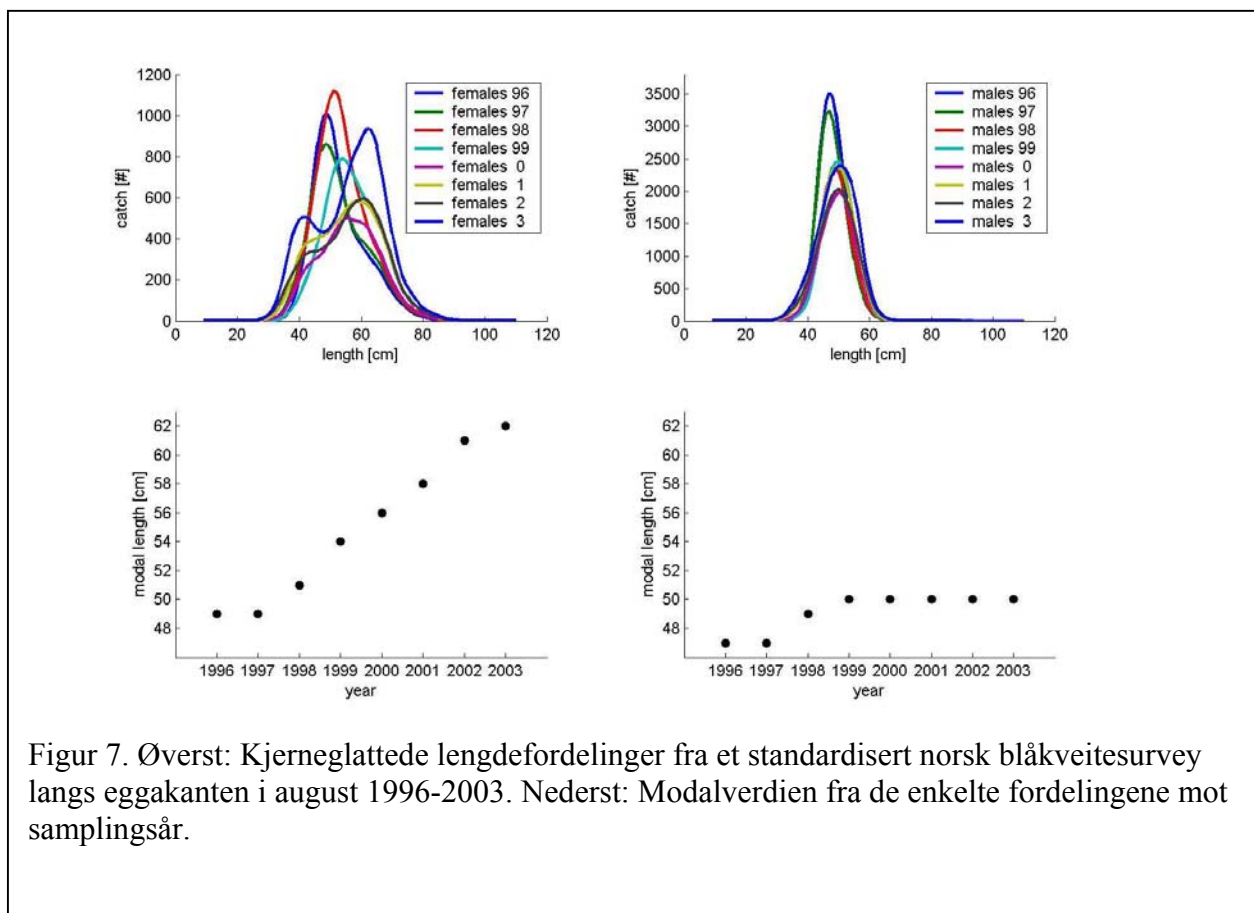 1200
1000
800
600
400
200
0
catch [#]
0 20 40 60 80 100 120
length [cm]
females 96
females 97
females 98
females 99
females 0
females 1
females 2
females 3
3500
3000
2500
2000
1500
1000
500
0
catch [#]
0 20 40 60 80 100 120
length [cm]
males 96
males 97
males 98
males 99
males 0
males 1
males 2
males 3
62
60
58
56
54
52
50
48
modal length [cm]
1996 1997 1998 1999 2000 2001 2002 2003
year
62
60
58
56
54
52
50
48
modal length [cm]
1996 1997 1998 1999 2000 2001 2002 2003
year
Figur 7. Øverst: Kjerneglattede lengdefordelinger fra et standardisert norsk blåkveitesurvey
langs eggakanten i august 1996-2003. Nederst: Modalverdien fra de enkelte fordelingene mot
samplingsår.